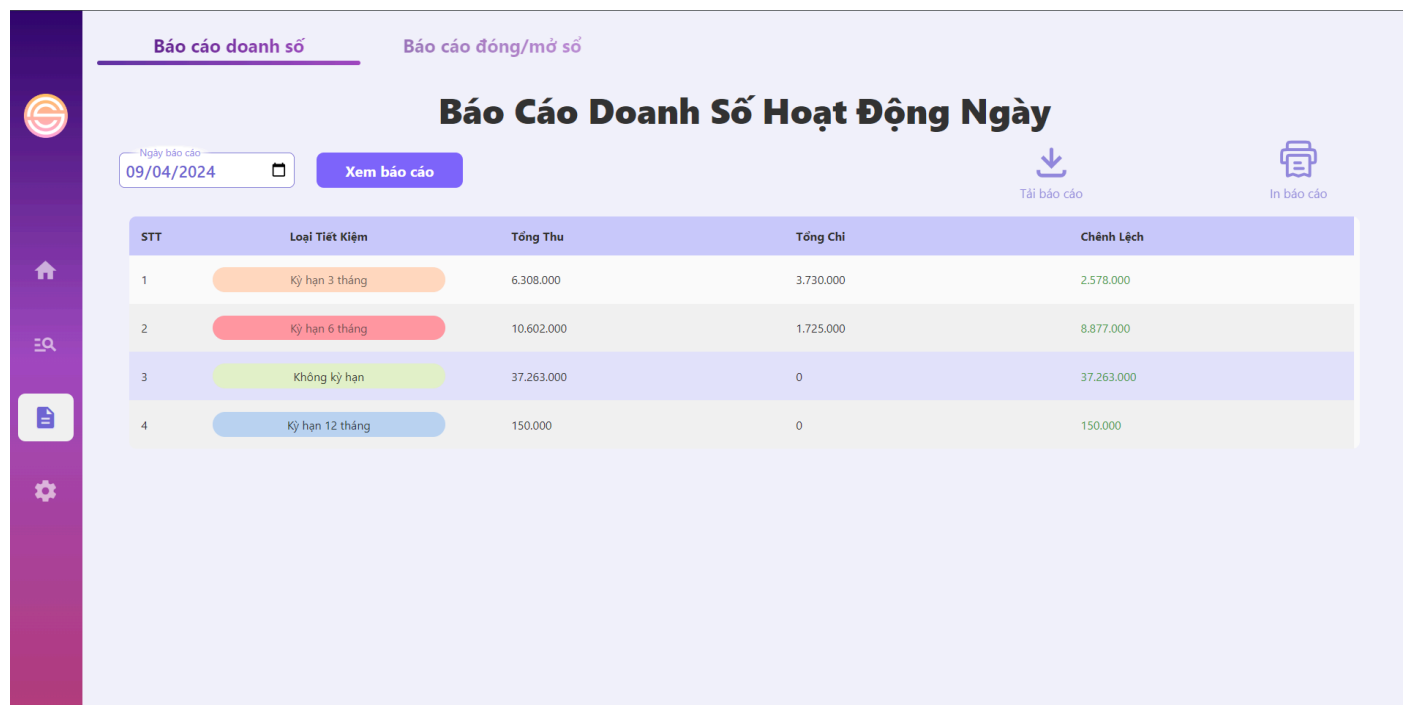 Báo cáo doanh số Báo cáo đóng/mở sổ
Báo Cáo Doanh Số Hoạt Động Ngày
Ngày báo cáo
09/04/2024 Xem báo cáo
Tải báo cáo In báo cáo
STT Loại Tiết Kiệm Tổng Thu Tổng Chi Chênh Lệch
1 Kỳ hạn 3 tháng 6.308.000 3.730.000 2.578.000
2 Kỳ hạn 6 tháng 10.602.000 1.725.000 8.877.000
3 Không kỳ hạn 37.263.000 0 37.263.000
4 Kỳ hạn 12 tháng 150.000 0 150.000